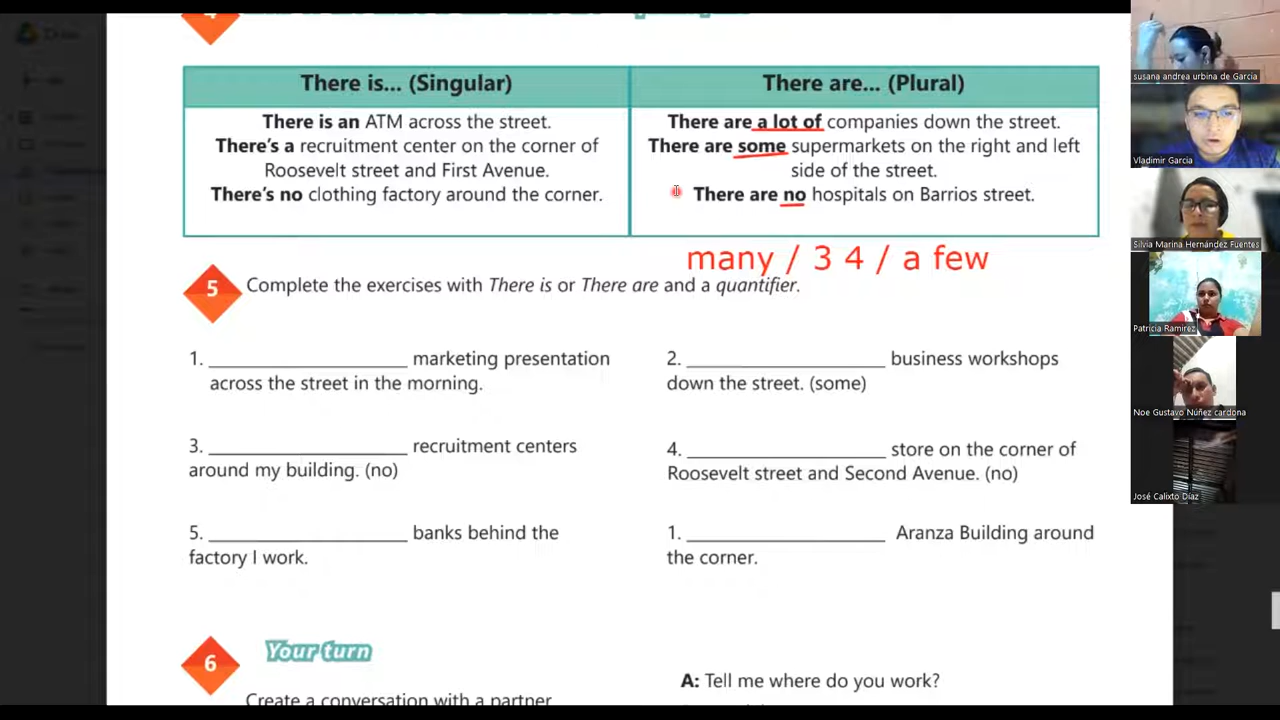 4
There is... (Singular)
There are... (Plural)
There is an ATM across the street.
There's a recruitment center on the corner of
Roosevelt street and First Avenue.
There's no clothing factory around the corner.
There are a lot of companies down the street.
There are some supermarkets on the right and left
side of the street.
There are no hospitals on Barrios street.
many / 3 4 / a few
5 Complete the exercises with There is or There are and a quantifier.
1. ____________________ marketing presentation
across the street in the morning.
2. ____________________ business workshops
down the street. (some)
3. ____________________ recruitment centers
around my building. (no)
4. ____________________ store on the corner of
Roosevelt street and Second Avenue. (no)
5. ____________________ banks behind the
factory I work.
1. ____________________ Aranza Building around
the corner.
6 Your turn
Create a conversation with a partner
A: Tell me where do you work?
susana andrea urbina de Garcia
Vladimir Garcia
Silvia Marina Hernández Fuentes
Patricia Ramirez
Noe Gustavo Núñez cardona
José Calixto Díaz